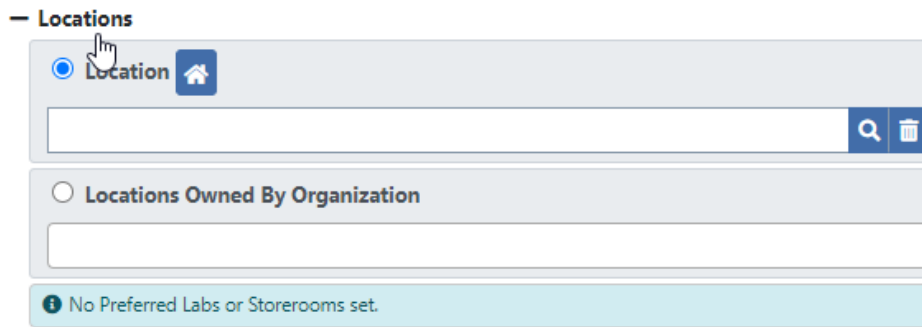 Locations
Location
Locations Owned By Organization
No Preferred Labs or Storerooms set.